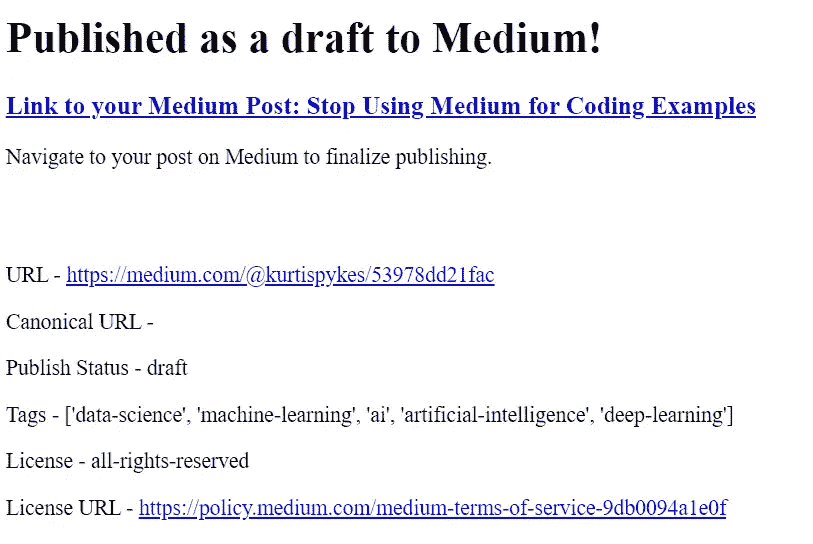 Published as a draft to Medium!
Link to your Medium Post: Stop Using Medium for Coding Examples
Navigate to your post on Medium to finalize publishing.
URL - https://medium.com/@kurtispykes/53978dd21fac
Canonical URL -
Publish Status - draft
Tags - ['data-science', 'machine-learning', 'ai', 'artificial-intelligence', 'deep-learning']
License - all-rights-reserved
License URL - https://policy.medium.com/medium-terms-of-service-9db0094a1e0f